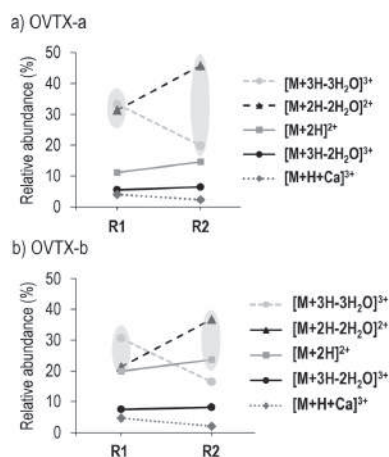 a) OVTX-a
Relative abundance (%)
50
40
30
20
10
0
R1 R2
[M+3H-3H₂O]³⁺
[M+2H-2H₂O]²⁺
[M+2H]²⁺
[M+3H-2H₂O]³⁺
[M+H+Ca]³⁺
b) OVTX-b
Relative abundance (%)
50
40
30
20
10
0
R1 R2
[M+3H-3H₂O]³⁺
[M+2H-2H₂O]²⁺
[M+2H]²⁺
[M+3H-2H₂O]³⁺
[M+H+Ca]³⁺